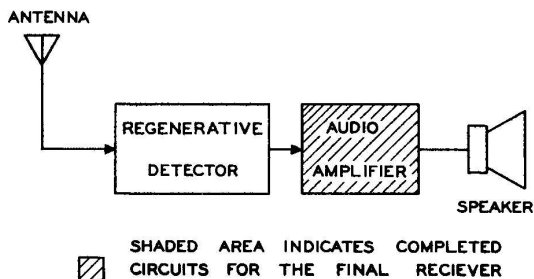 ANTENNA
REGENERATIVE
DETECTOR
AUDIO
AMPLIFIER
SPEAKER
SHADED AREA INDICATES COMPLETED
CIRCUITS FOR THE FINAL RECIEVER